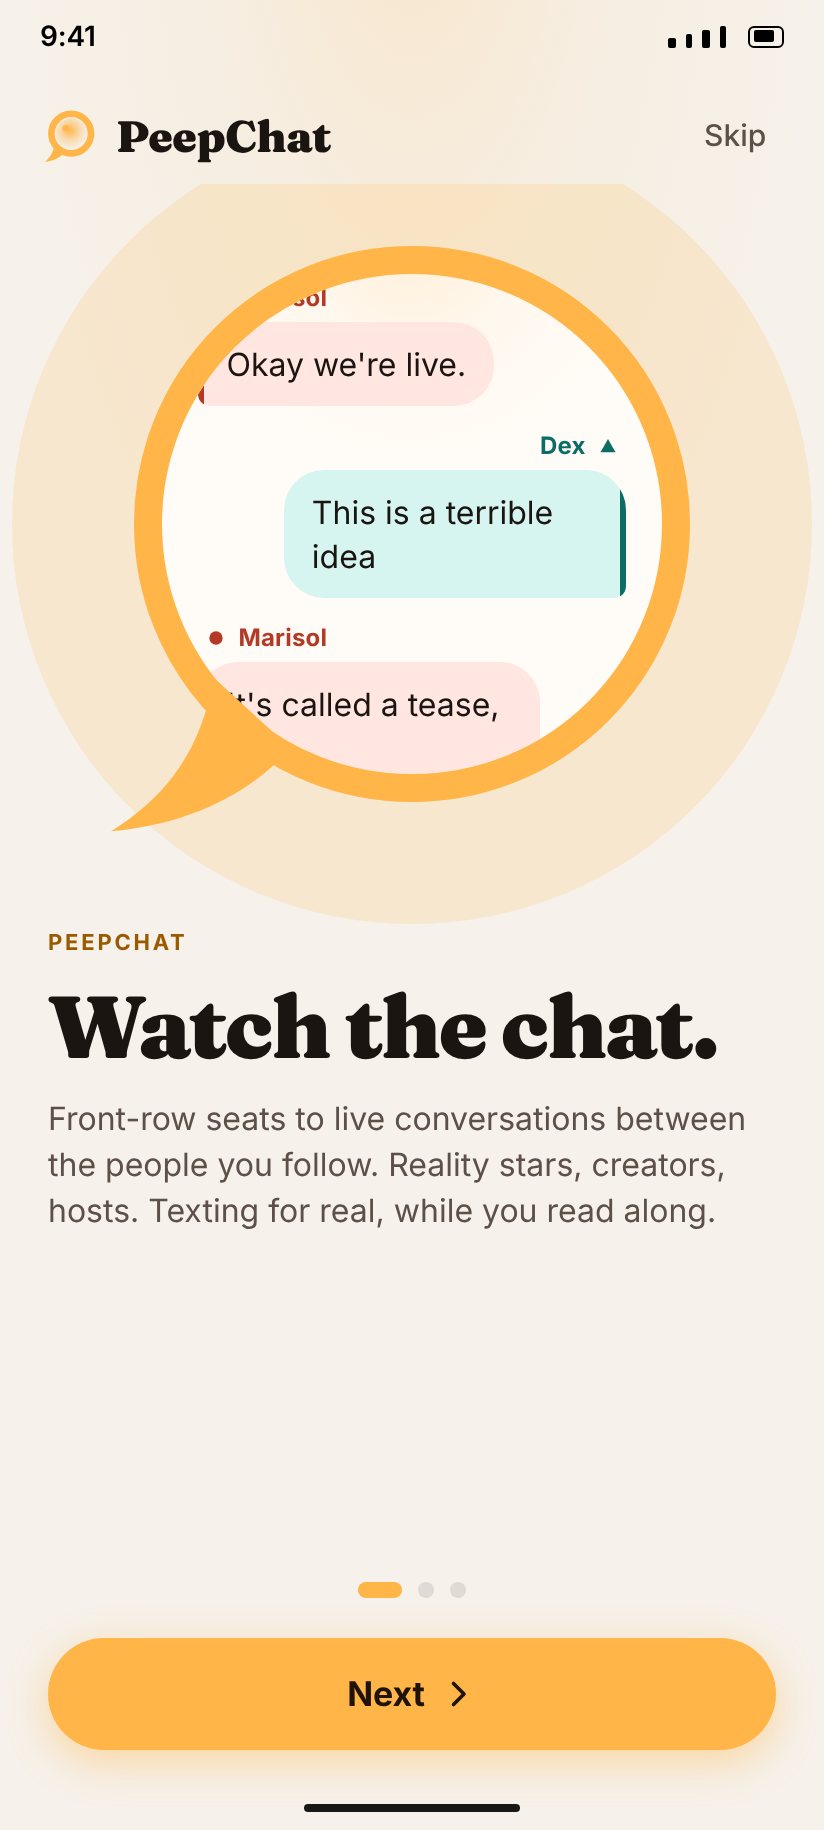 9:41
PeepChat
Skip
sol
Okay we're live.
Dex
This is a terrible
idea
Marisol
It's called a tease,
PEEPCHAT
Watch the chat.
Front-row seats to live conversations between
the people you follow. Reality stars, creators,
hosts. Texting for real, while you read along.
Next